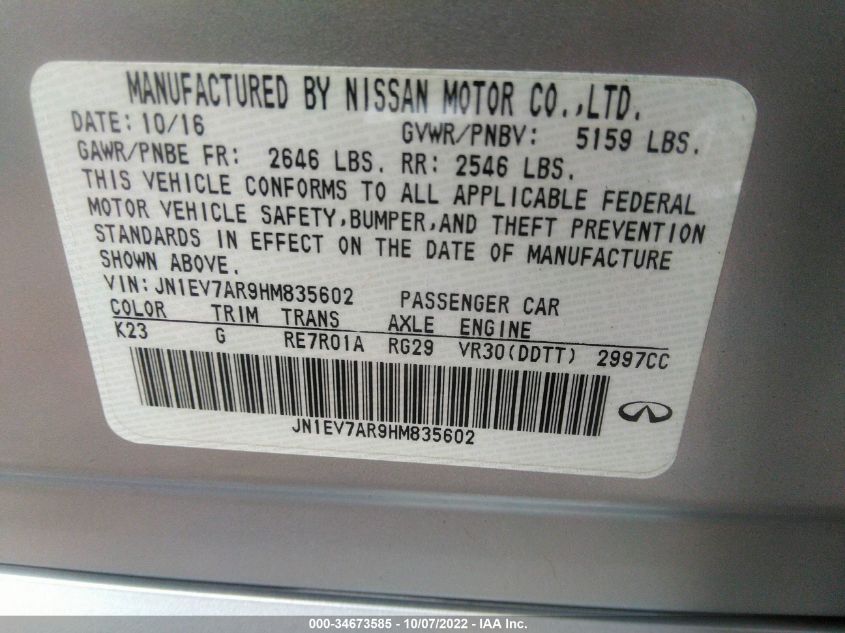 MANUFACTURED BY NISSAN MOTOR CO.,LTD.
DATE: 10/16 GVWR/PNBV: 5159 LBS.
GAWR/PNBE FR: 2646 LBS. RR: 2546 LBS.
THIS VEHICLE CONFORMS TO ALL APPLICABLE FEDERAL
MOTOR VEHICLE SAFETY,BUMPER,AND THEFT PREVENTION
STANDARDS IN EFFECT ON THE DATE OF MANUFACTURE
SHOWN ABOVE.
VIN: JN1EV7AR9HM835602 PASSENGER CAR
COLOR TRIM TRANS AXLE ENGINE
K23 G RE7R01A RG29 VR30(DDTT) 2997CC
JN1EV7AR9HM835602
000-34673585 - 10/07/2022 - IAA Inc.